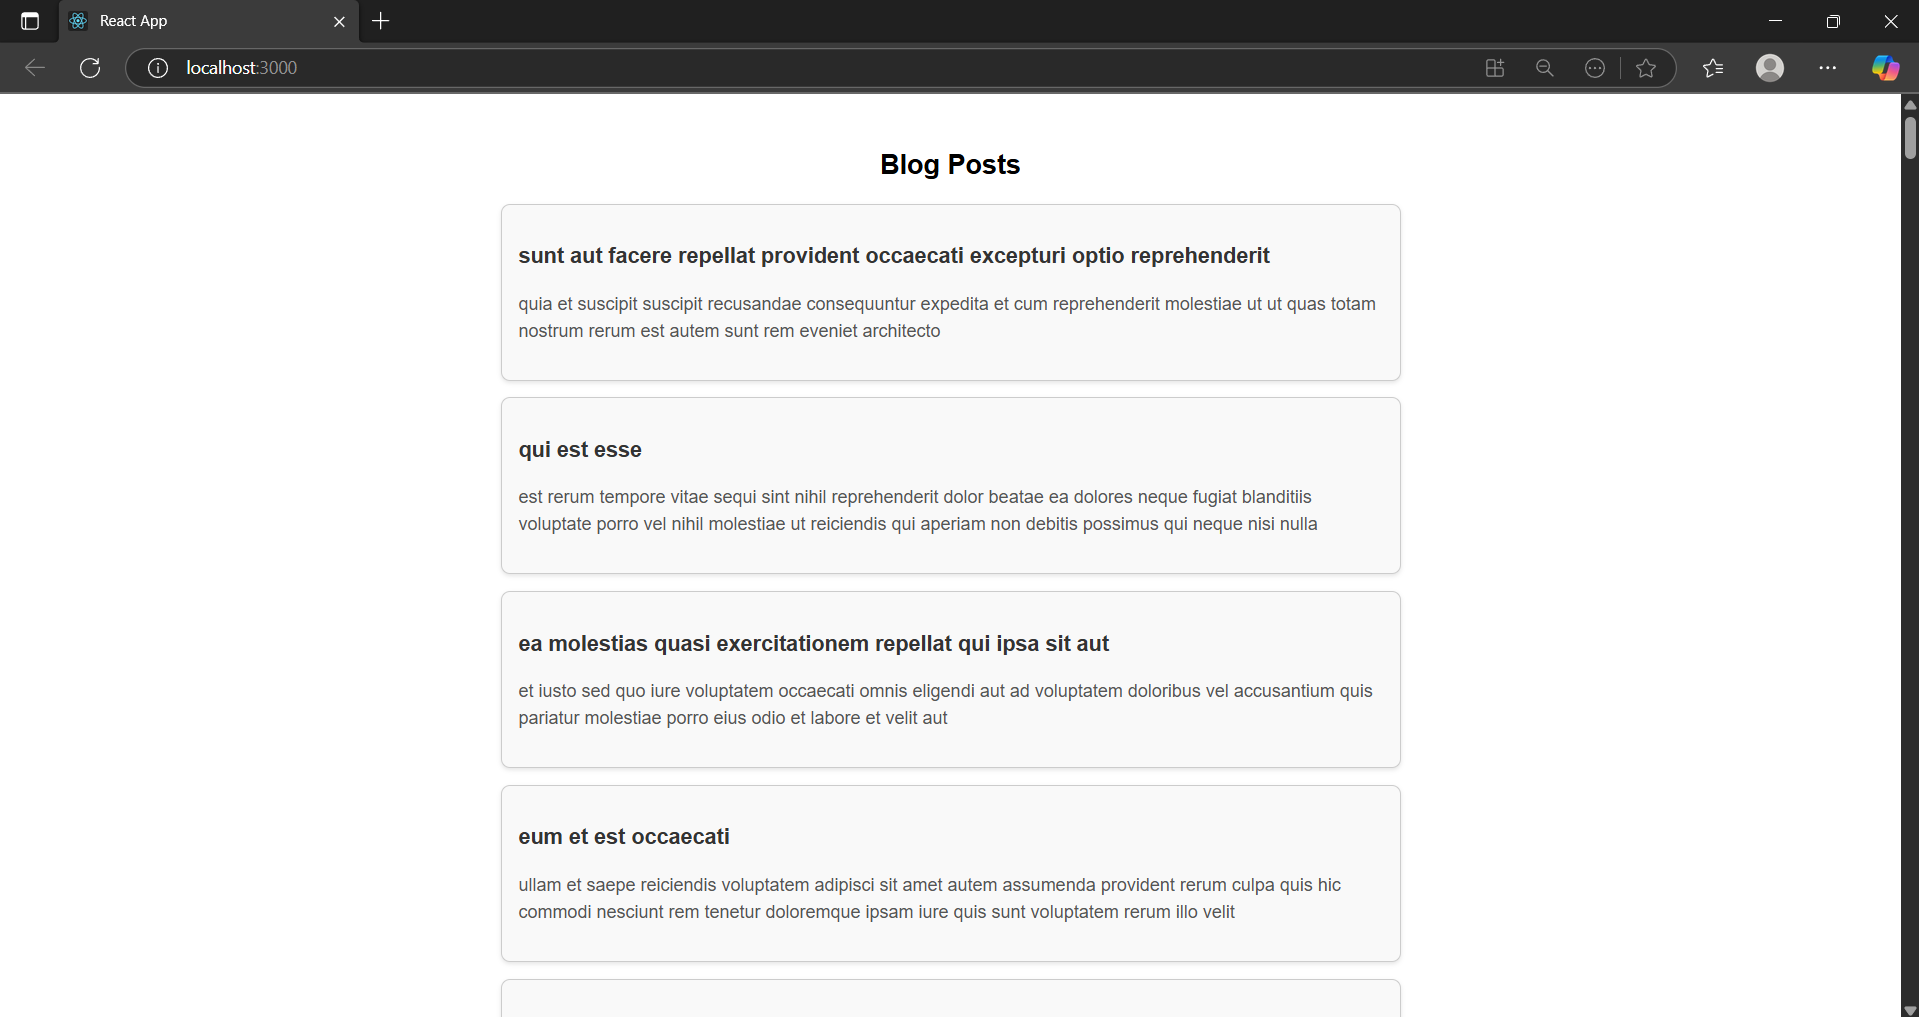 React App
localhost:3000
Blog Posts
sunt aut facere repellat provident occaecati excepturi optio reprehenderit
quia et suscipit suscipit recusandae consequuntur expedita et cum reprehenderit molestiae ut ut quas totam
nostrum rerum est autem sunt rem eveniet architecto
qui est esse
est rerum tempore vitae sequi sint nihil reprehenderit dolor beatae ea dolores neque fugiat blanditiis
voluptate porro vel nihil molestiae ut reiciendis qui aperiam non debitis possimus qui neque nisi nulla
ea molestias quasi exercitationem repellat qui ipsa sit aut
et iusto sed quo iure voluptatem occaecati omnis eligendi aut ad voluptatem doloribus vel accusantium quis
pariatur molestiae porro eius odio et labore et velit aut
eum et est occaecati
ullam et saepe reiciendis voluptatem adipisci sit amet autem assumenda provident rerum culpa quis hic
commodi nesciunt rem tenetur doloremque ipsam iure quis sunt voluptatem rerum illo velit